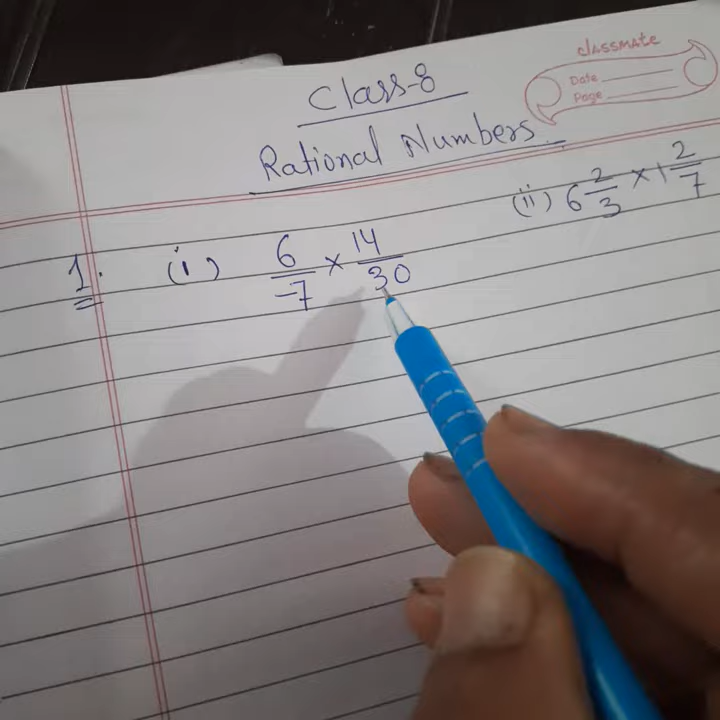 classmate
Date
Page
Class-8
Rational Numbers
1. (i) 6/-7 × 14/30
(ii) 6 2/3 × 1 2/7